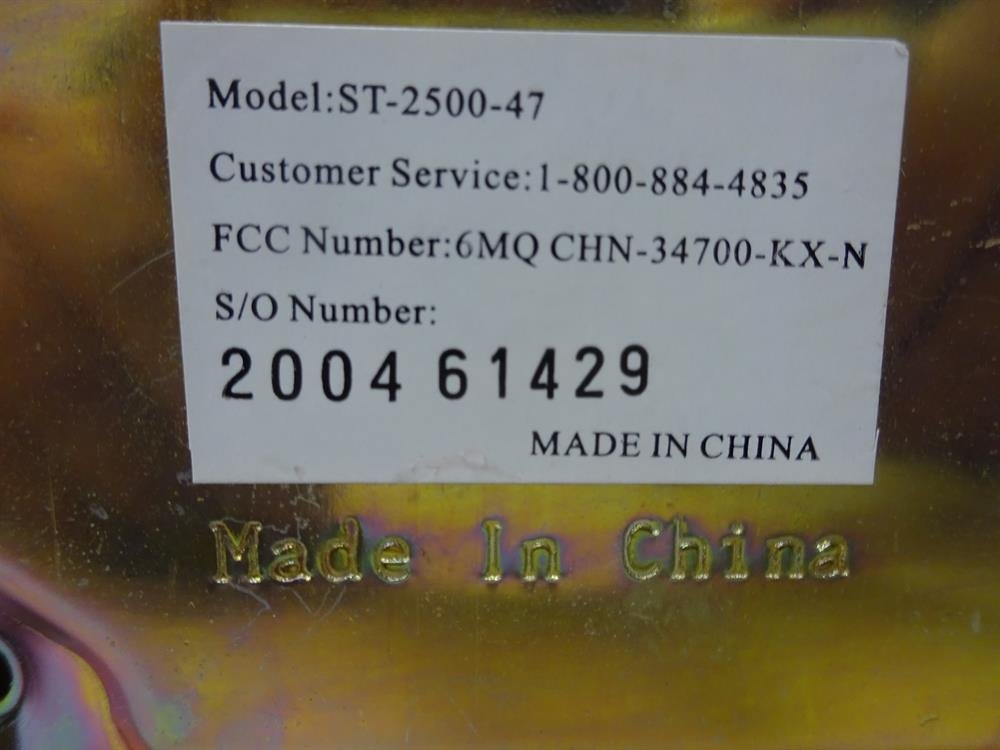 Model:ST-2500-47
Customer Service:1-800-884-4835
FCC Number:6MQ CHN-34700-KX-N
S/O Number:
2004 61429
MADE IN CHINA
Made In China